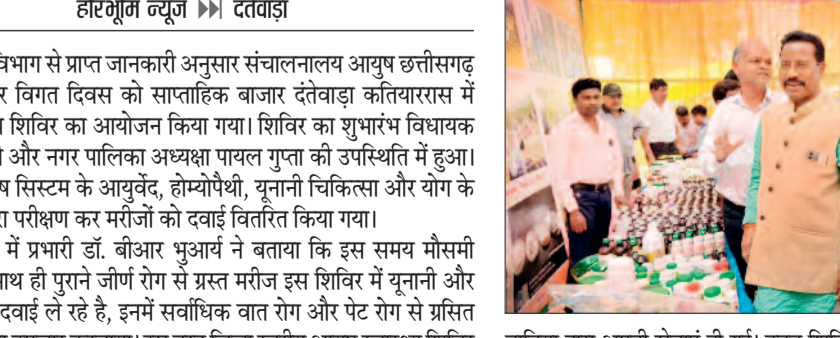 हरिभूमि न्यूज ▶▶| दंतेवाड़ा
विभाग से प्राप्त जानकारी अनुसार संचालनालय आयुष छत्तीसगढ़
विगत दिवस को साप्ताहिक बाजार दंतेवाड़ा कतियाररास में
शिविर का आयोजन किया गया। शिविर का शुभारंभ विधायक
और नगर पालिका अध्यक्षा पायल गुप्ता की उपस्थिति में हुआ।
सिस्टम के आयुर्वेद, होम्योपैथी, यूनानी चिकित्सा और योग के
परीक्षण कर मरीजों को दवाई वितरित किया गया।
में प्रभारी डॉ. बीआर भुआर्य ने बताया कि इस समय मौसमी
साथ ही पुराने जीर्ण रोग से ग्रस्त मरीज इस शिविर में यूनानी और
दवाई ले रहे है, इनमें सर्वाधिक वात रोग और पेट रोग से ग्रसित